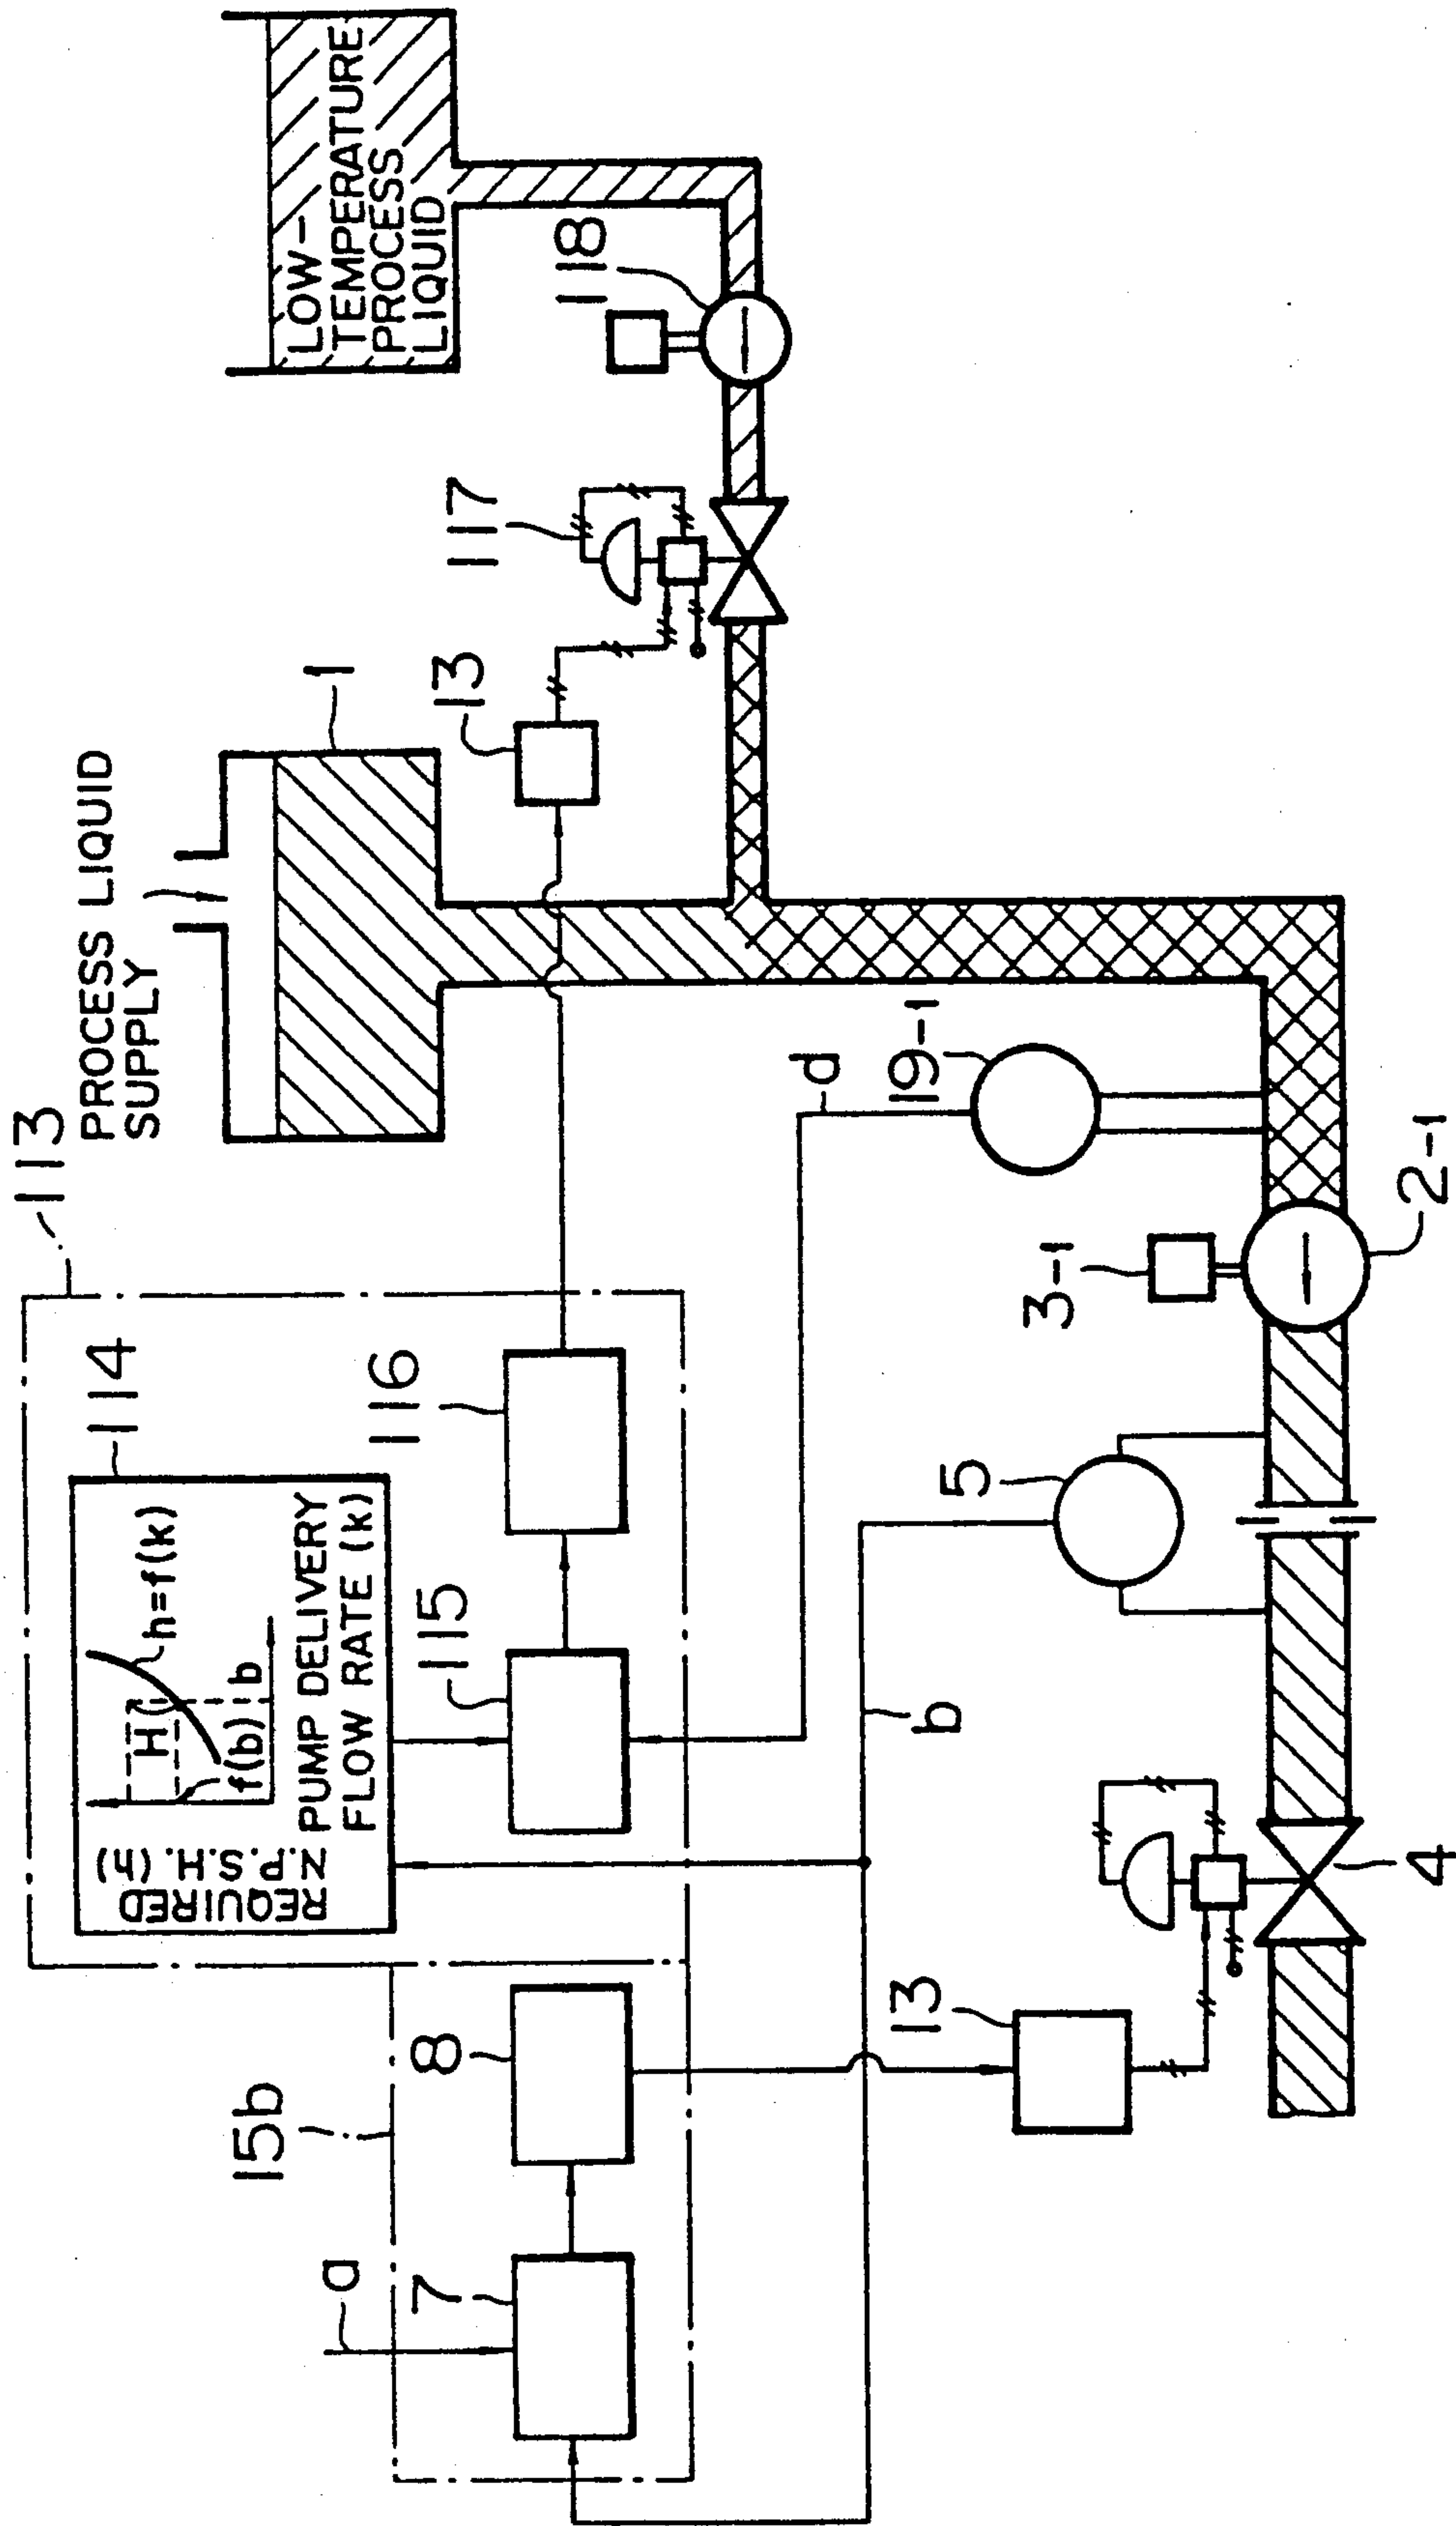 113
PROCESS LIQUID
SUPPLY
1
LOW-
TEMPERATURE
PROCESS
LIQUID
114
h=f(k)
H
f(b)
b
REQUIRED
N.P.S.H. (h)
PUMP DELIVERY
FLOW RATE (k)
115
116
13
117
118
15b
a
7
8
b
d
19-1
5
3-1
2-1
13
4